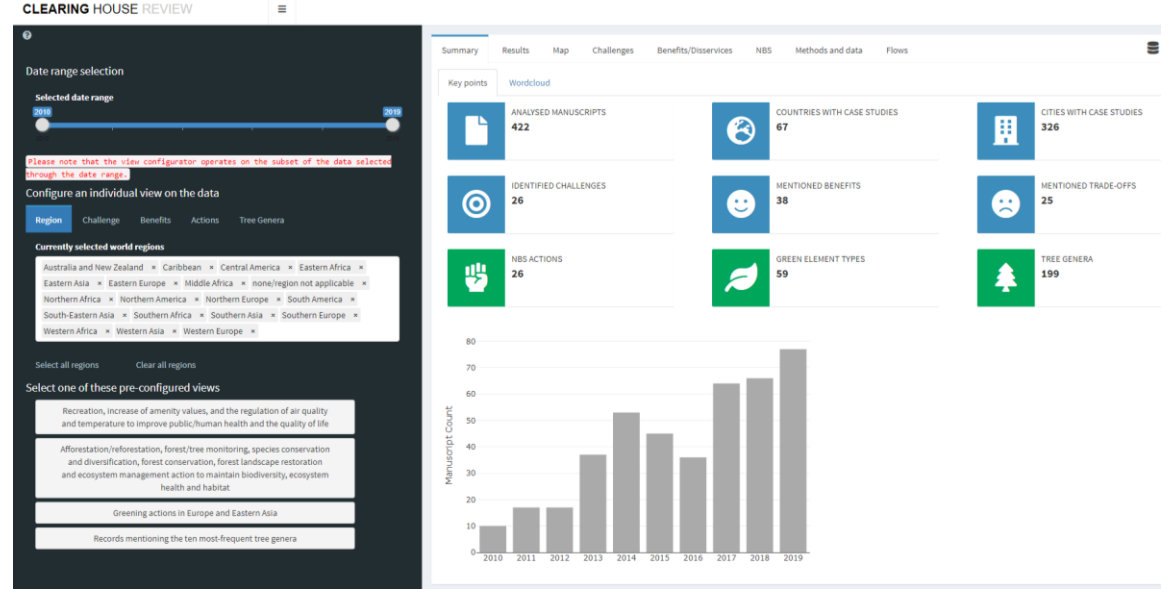 CLEARING HOUSE REVIEW
Date range selection
Selected date range
2010 2019
Please note that the view configurator operates on the subset of the data selected
through the date range.
Configure an individual view on the data
Region Challenge Benefits Actions Tree Genera
Currently selected world regions
Australia and New Zealand × Caribbean × Central America × Eastern Africa ×
Eastern Asia × Eastern Europe × Middle Africa × none/region not applicable ×
Northern Africa × Northern America × Northern Europe × South America ×
South-Eastern Asia × Southern Africa × Southern Asia × Southern Europe ×
Western Africa × Western Asia × Western Europe ×
Select all regions Clear all regions
Select one of these pre-configured views
Recreation, increase of amenity values, and the regulation of air quality
and temperature to improve public/human health and the quality of life
Afforestation/reforestation, forest/tree monitoring, species conservation
and diversification, forest conservation, forest landscape restoration
and ecosystem management action to maintain biodiversity, ecosystem
health and habitat
Greening actions in Europe and Eastern Asia
Records mentioning the ten most-frequent tree genera
Summary Results Map Challenges Benefits/Disservices NBS Methods and data Flows
Key points Wordcloud
ANALYSED MANUSCRIPTS
422
COUNTRIES WITH CASE STUDIES
67
CITIES WITH CASE STUDIES
326
IDENTIFIED CHALLENGES
26
MENTIONED BENEFITS
38
MENTIONED TRADE-OFFS
25
NBS ACTIONS
26
GREEN ELEMENT TYPES
59
TREE GENERA
199
Manuscript Count
80
70
60
50
40
30
20
10
0
2010 2011 2012 2013 2014 2015 2016 2017 2018 2019